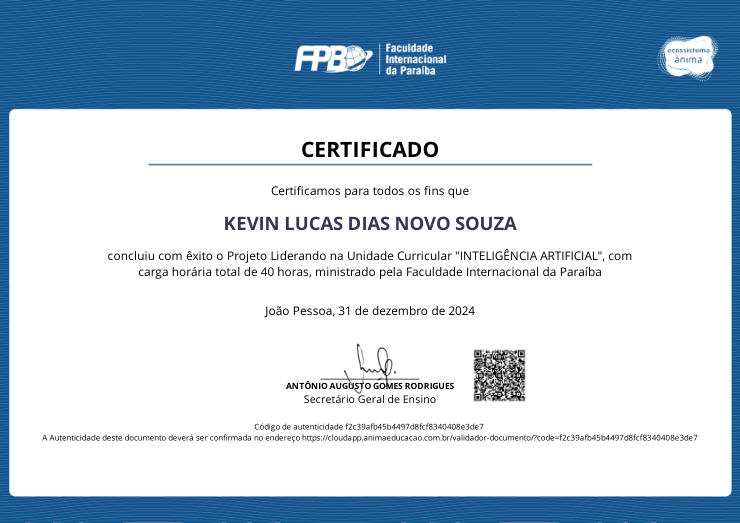 FPB
Faculdade
Internacional
da Paraíba
ecossistema
ânima
CERTIFICADO
Certificamos para todos os fins que
KEVIN LUCAS DIAS NOVO SOUZA
concluiu com êxito o Projeto Liderando na Unidade Curricular "INTELIGÊNCIA ARTIFICIAL", com
carga horária total de 40 horas, ministrado pela Faculdade Internacional da Paraíba
João Pessoa, 31 de dezembro de 2024
ANTÔNIO AUGUSTO GOMES RODRIGUES
Secretário Geral de Ensino
Código de autenticidade f2c39afb45b4497d8fcf8340408e3de7
A Autenticidade deste documento deverá ser confirmada no endereço https://cloudapp.animaeducacao.com.br/validador-documento/?code=f2c39afb45b4497d8fcf8340408e3de7